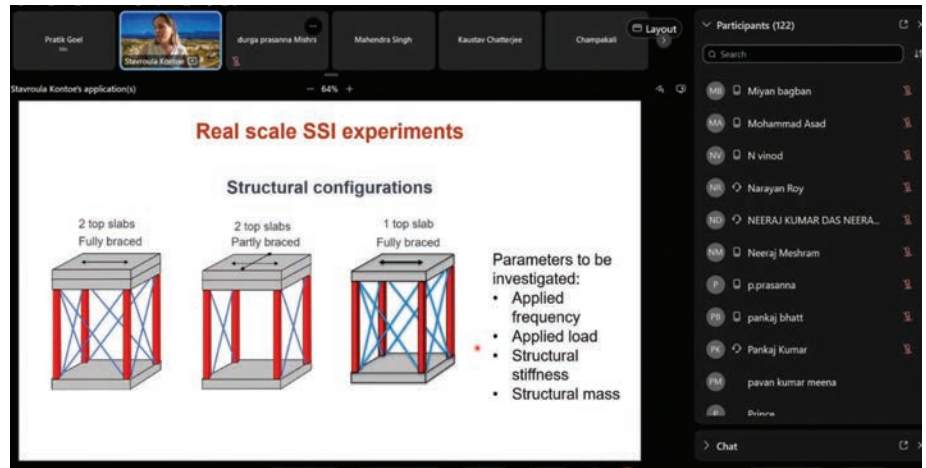 Pratik Goel
Stavroula Kontoe
durga prasanna Mishra
Mahendra Singh
Kaustav Chatterjee
Champakali
Layout
Stavroula Kontoe's application(s)
— 64% +
Real scale SSI experiments
Structural configurations
2 top slabs
Fully braced
2 top slabs
Partly braced
1 top slab
Fully braced
Parameters to be
investigated:
• Applied
frequency
• Applied load
• Structural
stiffness
• Structural mass
Participants (122)
Search
MB Miyan bagban
MA Mohammad Asad
NV N vinod
NR Narayan Roy
ND NEERAJ KUMAR DAS NEERA...
NM Neeraj Meshram
P p.prasanna
PB pankaj bhatt
PK Pankaj Kumar
PM pavan kumar meena
P Prince
Chat